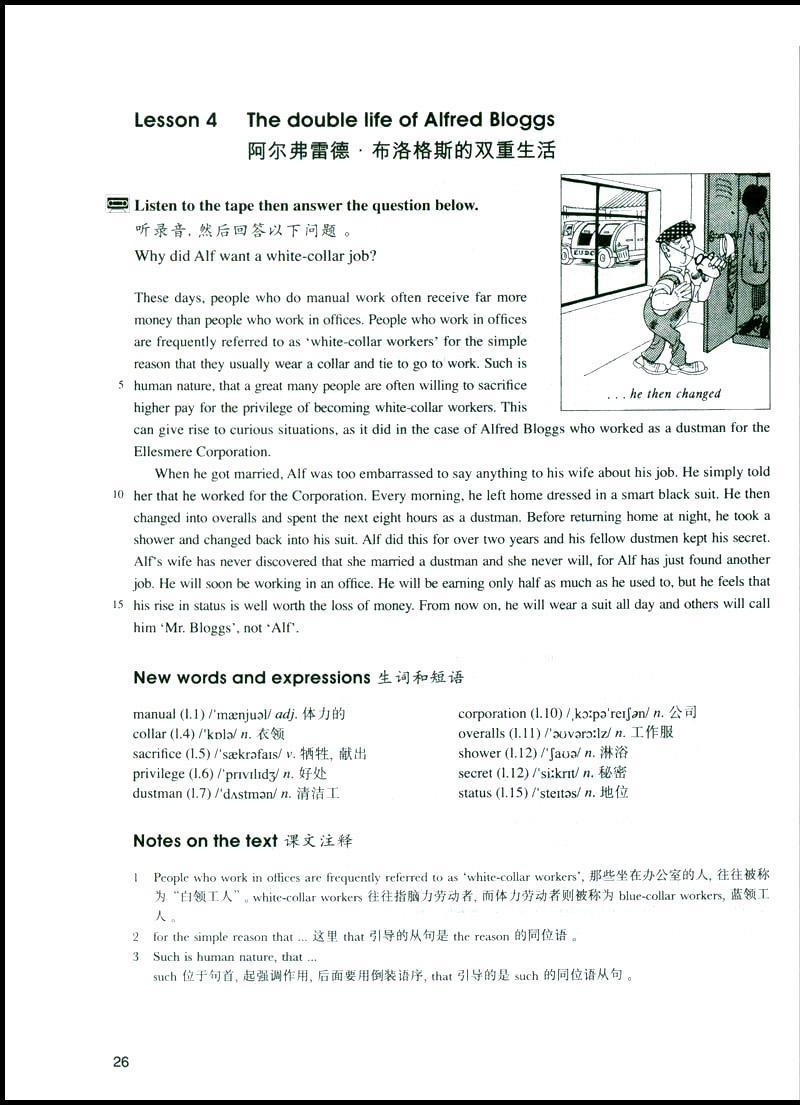 Lesson 4 The double life of Alfred Bloggs
阿尔弗雷德·布洛格斯的双重生活
Listen to the tape then answer the question below.
听录音, 然后回答以下问题 。
Why did Alf want a white-collar job?
These days, people who do manual work often receive far more
money than people who work in offices. People who work in offices
are frequently referred to as ‘white-collar workers’ for the simple
reason that they usually wear a collar and tie to go to work. Such is
5 human nature, that a great many people are often willing to sacrifice
higher pay for the privilege of becoming white-collar workers. This
can give rise to curious situations, as it did in the case of Alfred Bloggs who worked as a dustman for the
Ellesmere Corporation.
...he then changed
When he got married, Alf was too embarrassed to say anything to his wife about his job. He simply told
10 her that he worked for the Corporation. Every morning, he left home dressed in a smart black suit. He then
changed into overalls and spent the next eight hours as a dustman. Before returning home at night, he took a
shower and changed back into his suit. Alf did this for over two years and his fellow dustmen kept his secret.
Alf's wife has never discovered that she married a dustman and she never will, for Alf has just found another
job. He will soon be working in an office. He will be earning only half as much as he used to, but he feels that
15 his rise in status is well worth the loss of money. From now on, he will wear a suit all day and others will call
him ‘Mr. Bloggs’, not ‘Alf’.
New words and expressions 生词和短语
manual (l.1) /'mænjuəl/ adj. 体力的
collar (l.4) /'kɒlə/ n. 衣领
sacrifice (l.5) /'sækrəfaɪs/ v. 牺牲, 献出
privilege (l.6) /'prɪvɪlɪdʒ/ n. 好处
dustman (l.7) /'dʌstmən/ n. 清洁工
corporation (l.10) /ˌkɔːpə'reɪʃən/ n. 公司
overalls (l.11) /'əʊvərɔːlz/ n. 工作服
shower (l.12) /'ʃaʊə/ n. 淋浴
secret (l.12) /'siːkrɪt/ n. 秘密
status (l.15) /'steɪtəs/ n. 地位
Notes on the text 课文注释
1 People who work in offices are frequently referred to as ‘white-collar workers’, 那些坐在办公室的人, 往往被称
为“白领工人”。white-collar workers 往往指脑力劳动者, 而体力劳动者则被称为 blue-collar workers, 蓝领工
人 。
2 for the simple reason that ... 这里 that 引导的从句是 the reason 的同位语 。
3 Such is human nature, that ...
such 位于句首, 起强调作用, 后面要用倒装语序, that 引导的是 such 的同位语从句 。
26